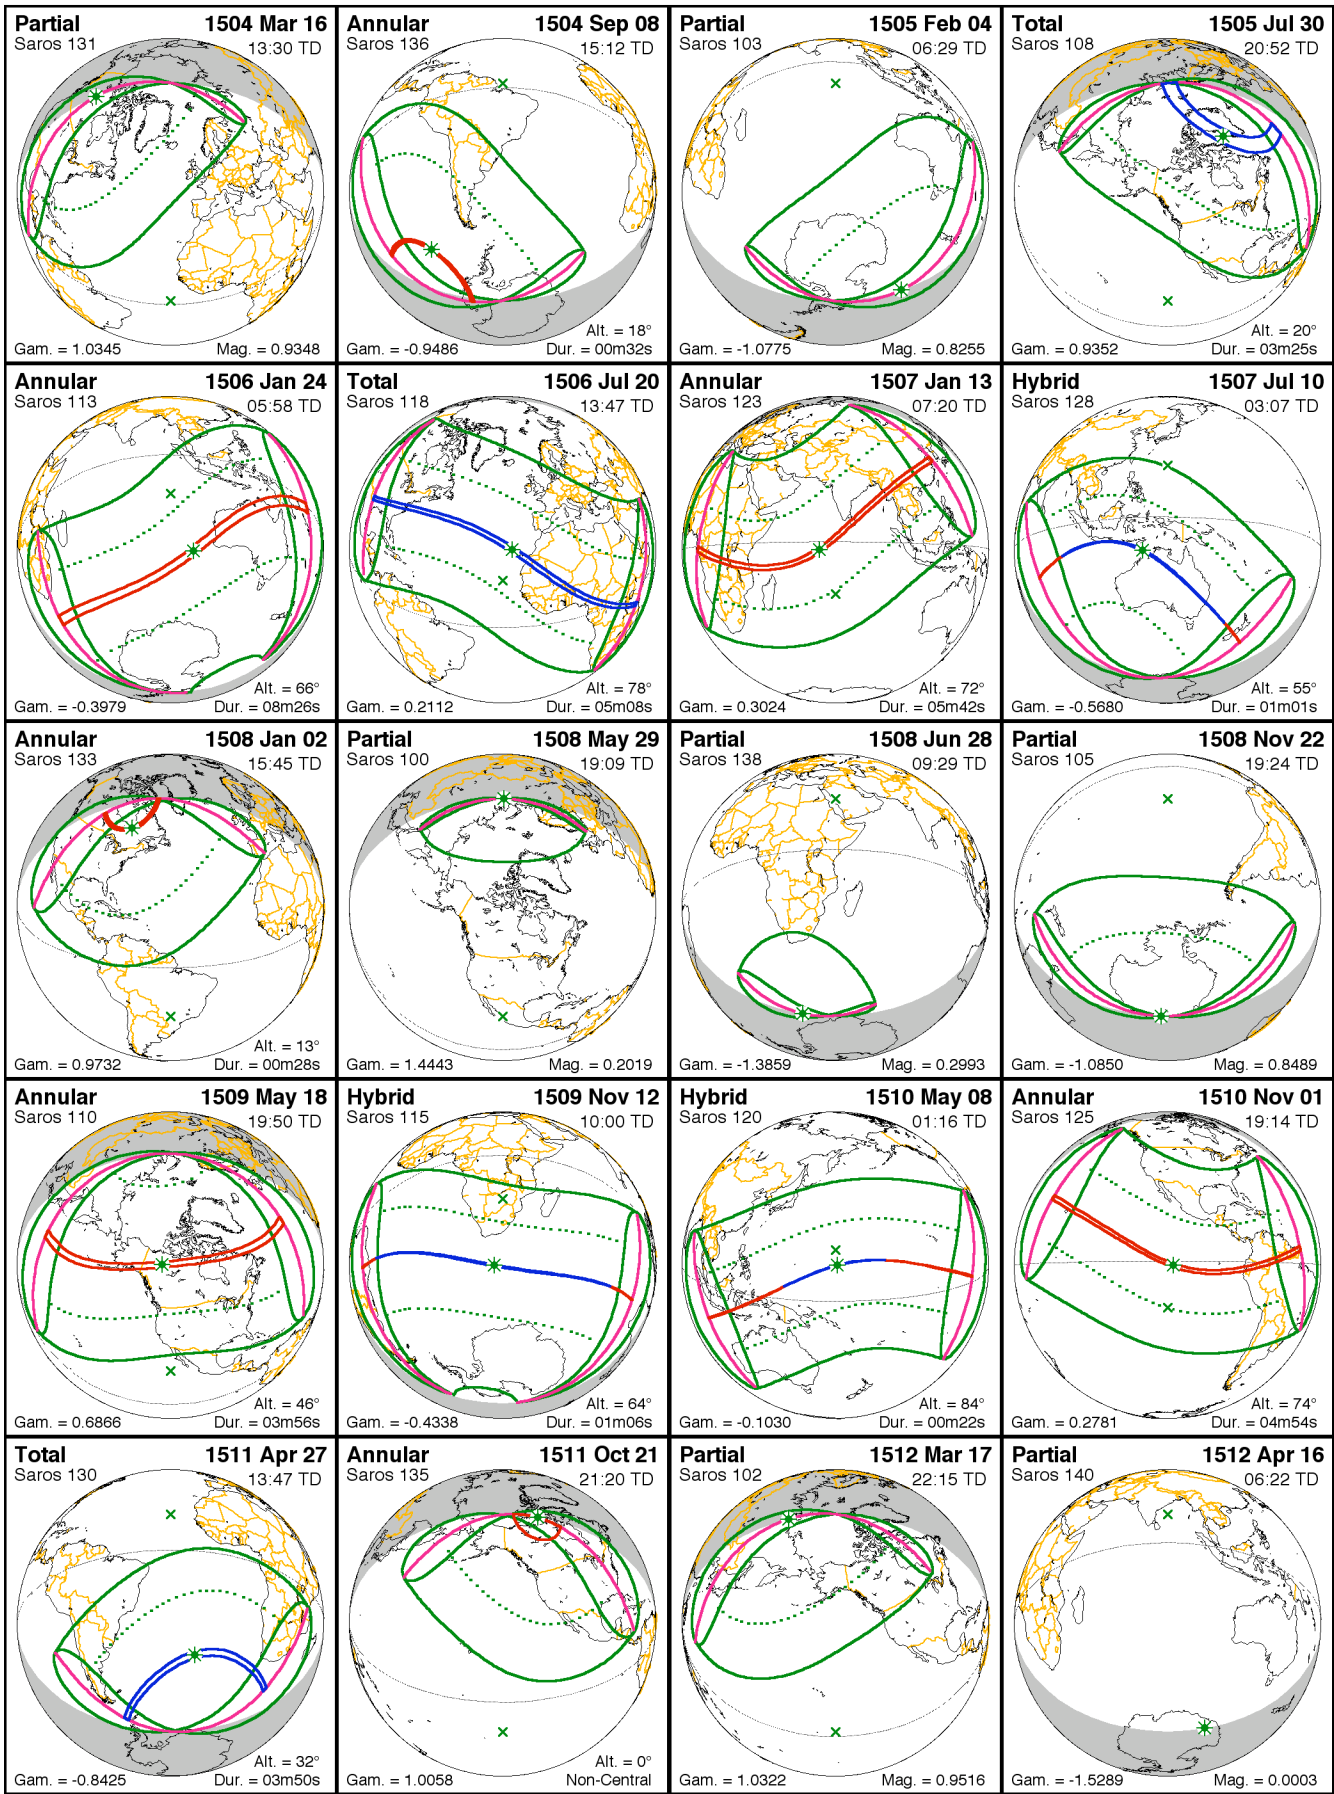 Partial 1504 Mar 16
Saros 131 13:30 TD
Gam. = 1.0345 Mag. = 0.9348
Annular 1504 Sep 08
Saros 136 15:12 TD
Alt. = 18°
Gam. = -0.9486 Dur. = 00m32s
Partial 1505 Feb 04
Saros 103 06:29 TD
Gam. = -1.0775 Mag. = 0.8255
Total 1505 Jul 30
Saros 108 20:52 TD
Alt. = 20°
Gam. = 0.9352 Dur. = 03m25s
Annular 1506 Jan 24
Saros 113 05:58 TD
Alt. = 66°
Gam. = -0.3979 Dur. = 08m26s
Total 1506 Jul 20
Saros 118 13:47 TD
Alt. = 78°
Gam. = 0.2112 Dur. = 05m08s
Annular 1507 Jan 13
Saros 123 07:20 TD
Alt. = 72°
Gam. = 0.3024 Dur. = 05m42s
Hybrid 1507 Jul 10
Saros 128 03:07 TD
Alt. = 55°
Gam. = -0.5680 Dur. = 01m01s
Annular 1508 Jan 02
Saros 133 15:45 TD
Alt. = 13°
Gam. = 0.9732 Dur. = 00m28s
Partial 1508 May 29
Saros 100 19:09 TD
Gam. = 1.4443 Mag. = 0.2019
Partial 1508 Jun 28
Saros 138 09:29 TD
Gam. = -1.3859 Mag. = 0.2993
Partial 1508 Nov 22
Saros 105 19:24 TD
Gam. = -1.0850 Mag. = 0.8489
Annular 1509 May 18
Saros 110 19:50 TD
Alt. = 46°
Gam. = 0.6866 Dur. = 03m56s
Hybrid 1509 Nov 12
Saros 115 10:00 TD
Alt. = 64°
Gam. = -0.4338 Dur. = 01m06s
Hybrid 1510 May 08
Saros 120 01:16 TD
Alt. = 84°
Gam. = -0.1030 Dur. = 00m22s
Annular 1510 Nov 01
Saros 125 19:14 TD
Alt. = 74°
Gam. = 0.2781 Dur. = 04m54s
Total 1511 Apr 27
Saros 130 13:47 TD
Alt. = 32°
Gam. = -0.8425 Dur. = 03m50s
Annular 1511 Oct 21
Saros 135 21:20 TD
Alt. = 0°
Gam. = 1.0058 Non-Central
Partial 1512 Mar 17
Saros 102 22:15 TD
Gam. = 1.0322 Mag. = 0.9516
Partial 1512 Apr 16
Saros 140 06:22 TD
Gam. = -1.5289 Mag. = 0.0003